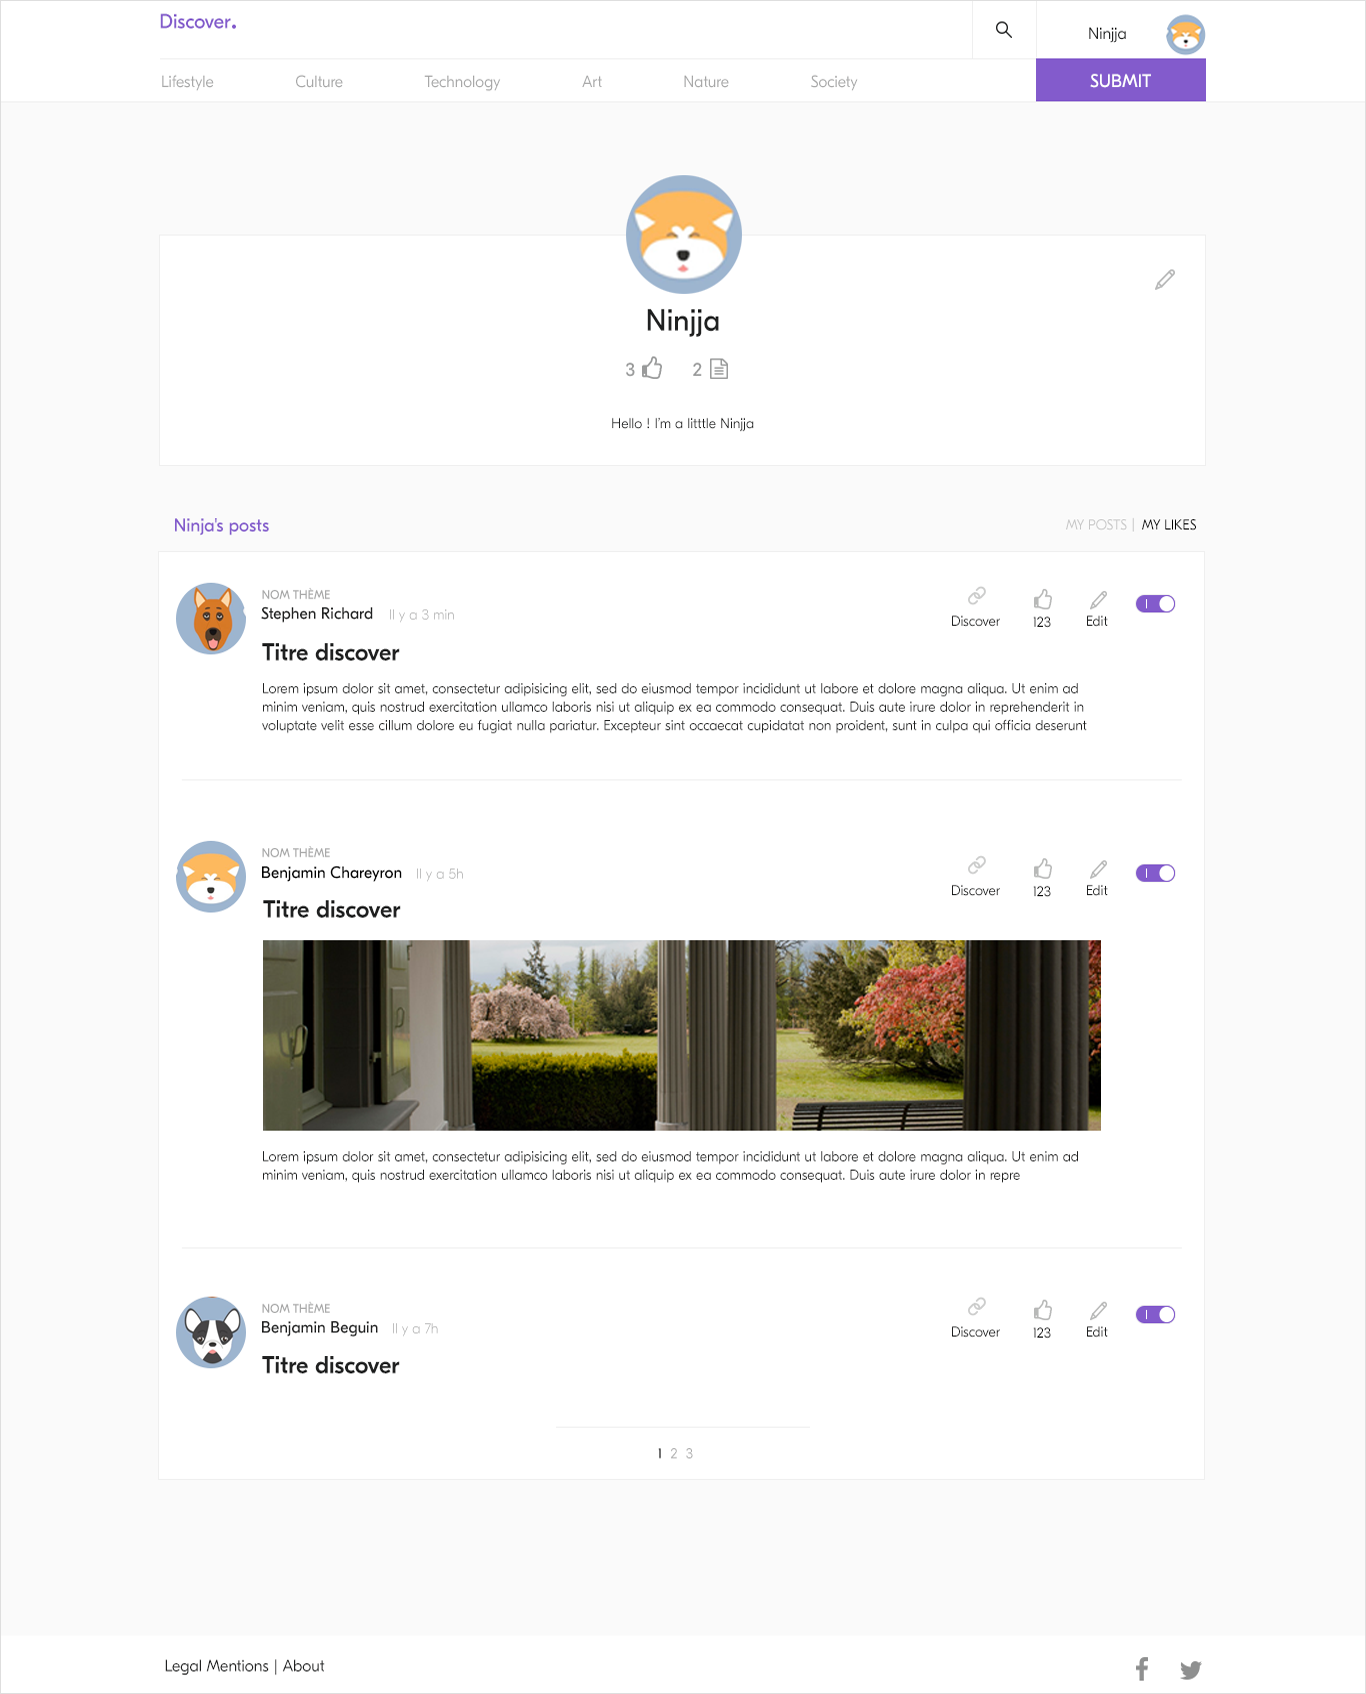 Discover.
Ninjja
Lifestyle
Culture
Technology
Art
Nature
Society
SUBMIT
Ninjja
3
2
Hello ! I'm a litttle Ninjja
Ninja's posts
MY POSTS | MY LIKES
NOM THÈME
Stephen Richard Il y a 3 min
Discover
123
Edit
Titre discover
Lorem ipsum dolor sit amet, consectetur adipisicing elit, sed do eiusmod tempor incididunt ut labore et dolore magna aliqua. Ut enim ad
minim veniam, quis nostrud exercitation ullamco laboris nisi ut aliquip ex ea commodo consequat. Duis aute irure dolor in reprehenderit in
voluptate velit esse cillum dolore eu fugiat nulla pariatur. Excepteur sint occaecat cupidatat non proident, sunt in culpa qui officia deserunt
NOM THÈME
Benjamin Chareyron Il y a 5h
Discover
123
Edit
Titre discover
Lorem ipsum dolor sit amet, consectetur adipisicing elit, sed do eiusmod tempor incididunt ut labore et dolore magna aliqua. Ut enim ad
minim veniam, quis nostrud exercitation ullamco laboris nisi ut aliquip ex ea commodo consequat. Duis aute irure dolor in repre
NOM THÈME
Benjamin Beguin Il y a 7h
Discover
123
Edit
Titre discover
1 2 3
Legal Mentions | About